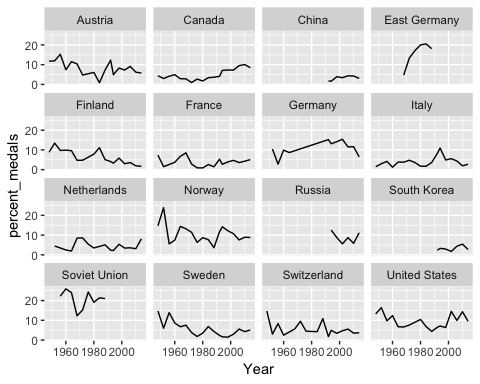 Austria Canada China East Germany
20
10
0
Finland France Germany Italy
20
10
0
Netherlands Norway Russia South Korea
20
10
0
Soviet Union Sweden Switzerland United States
20
10
0
1960 1980 2000 1960 1980 2000 1960 1980 2000 1960 1980 2000
Year
percent_medals